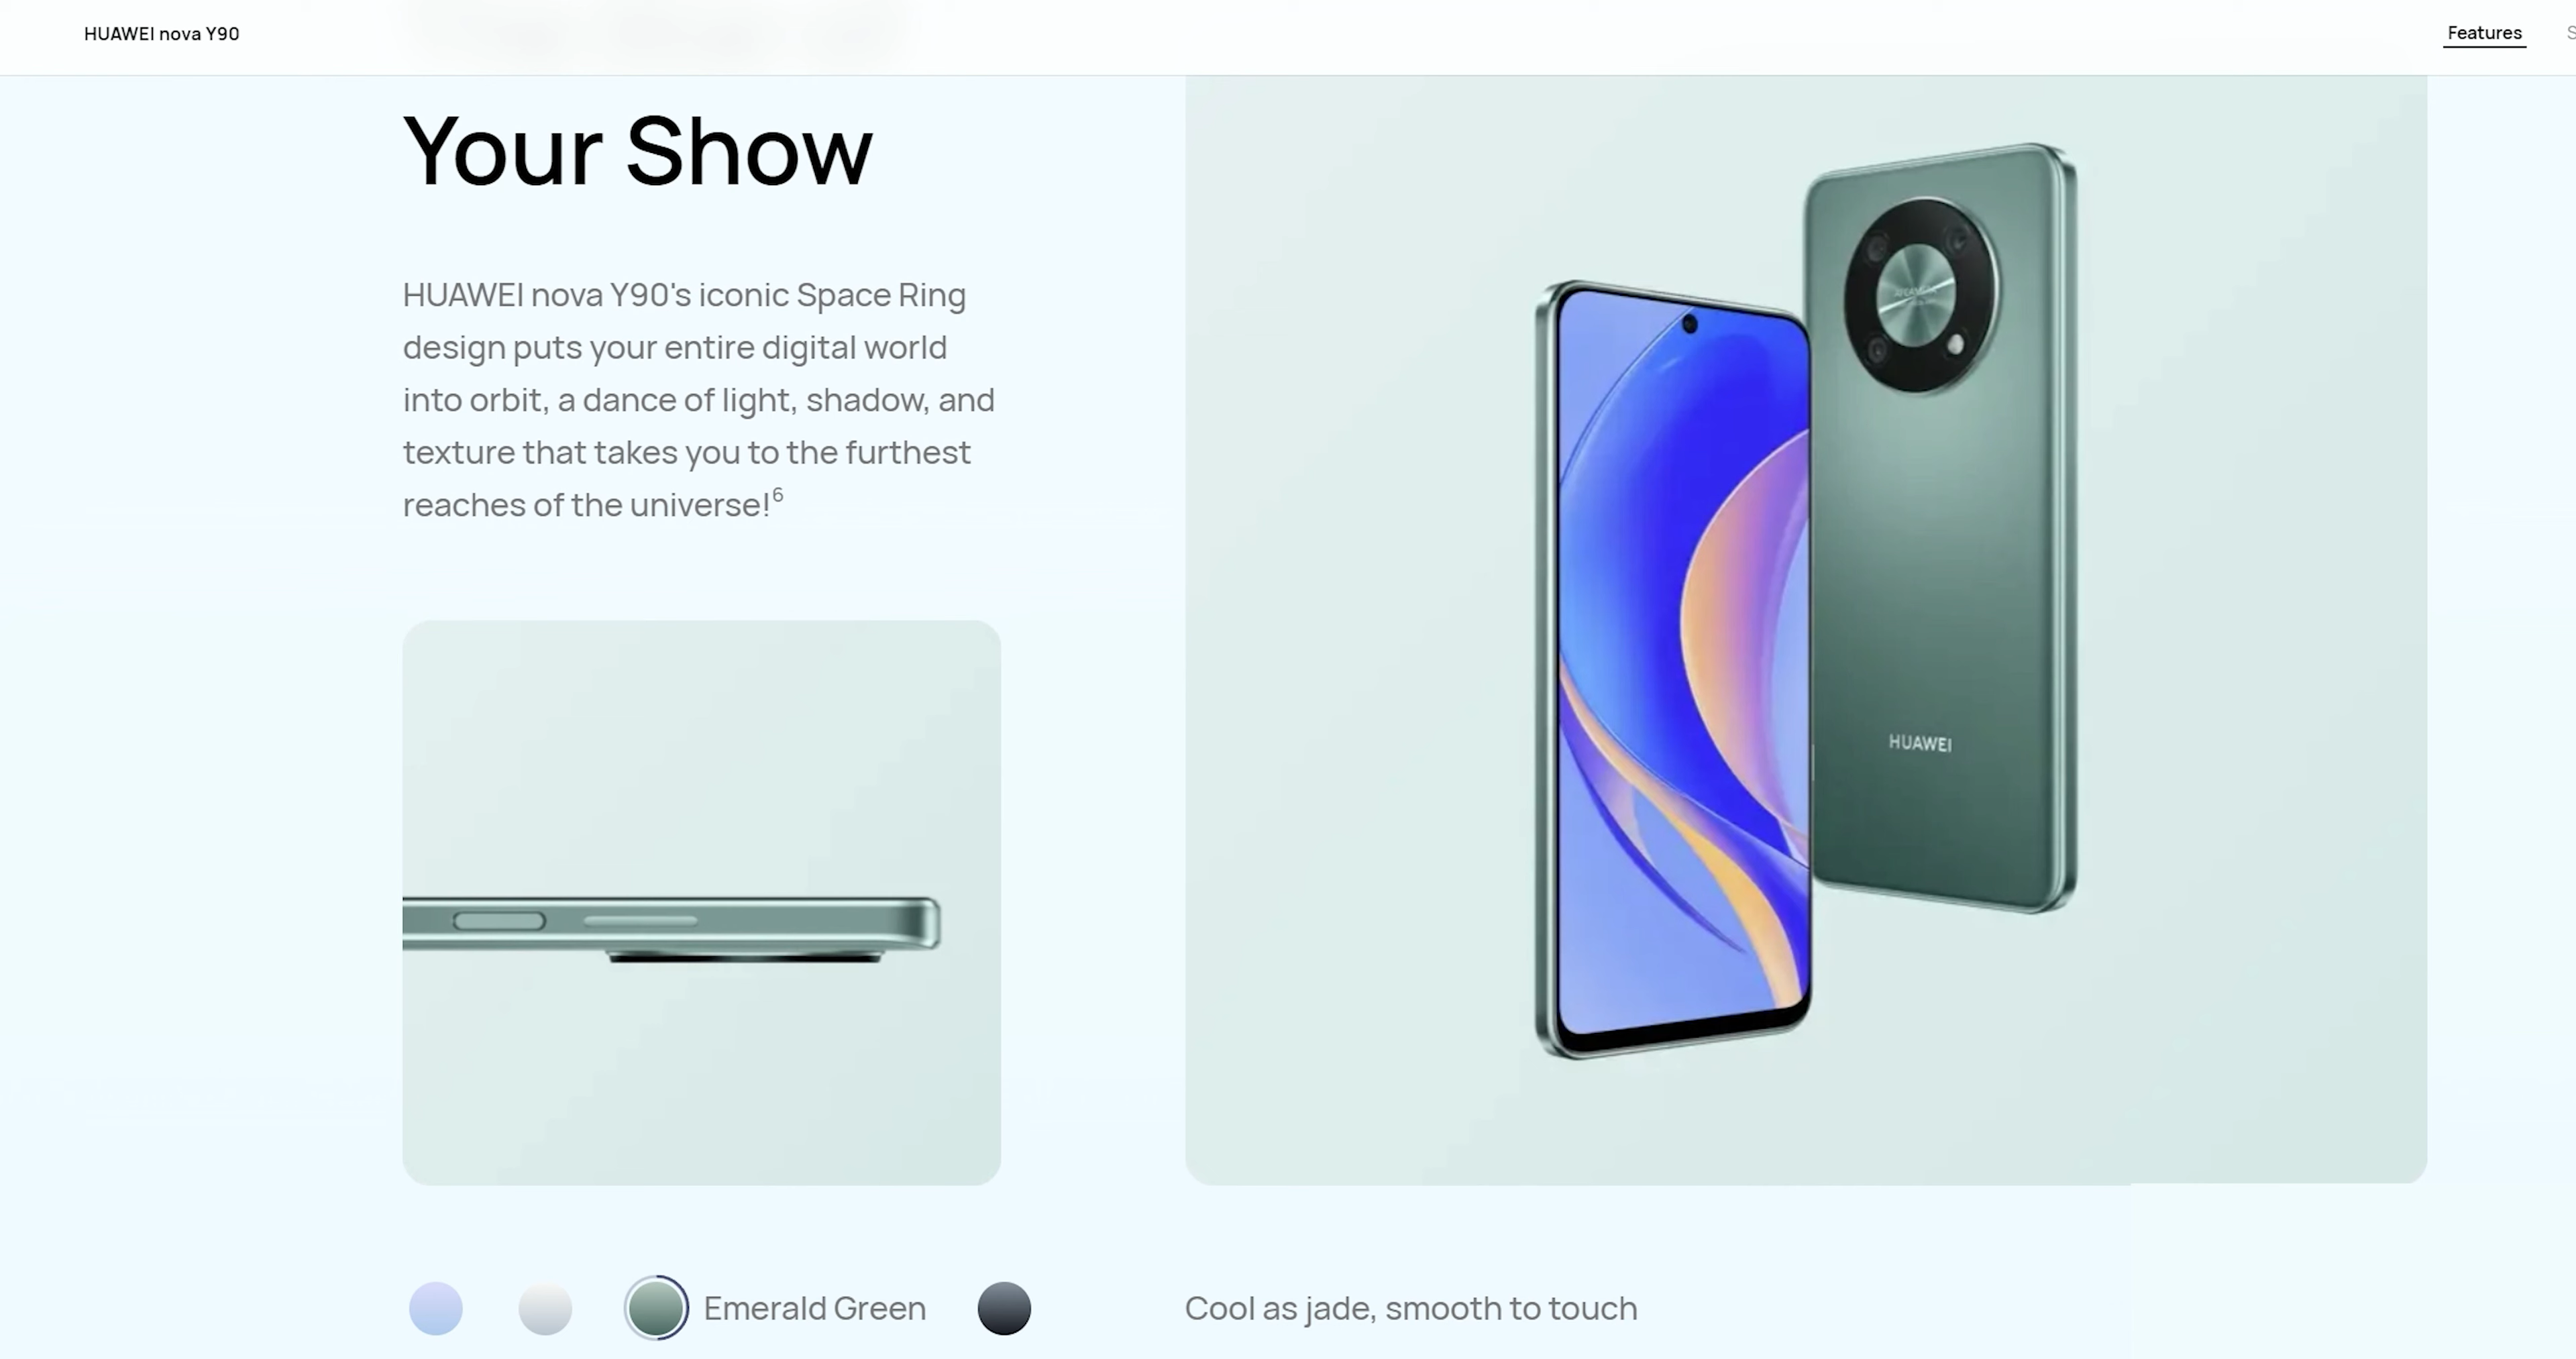 HUAWEI nova Y90
Features
Your Show
HUAWEI nova Y90's iconic Space Ring
design puts your entire digital world
into orbit, a dance of light, shadow, and
texture that takes you to the furthest
reaches of the universe!⁶
HUAWEI
Emerald Green
Cool as jade, smooth to touch